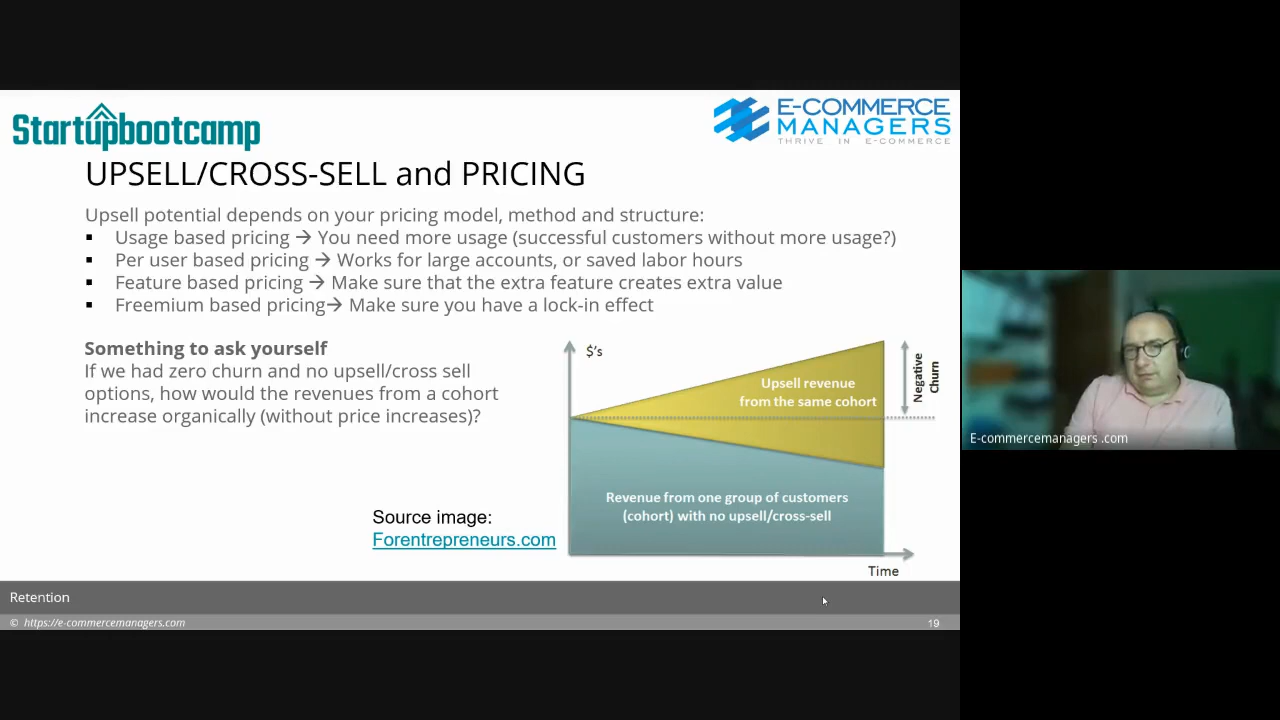 Startupbootcamp
E-COMMERCE
MANAGERS
THRIVE IN E-COMMERCE
UPSELL/CROSS-SELL and PRICING
Upsell potential depends on your pricing model, method and structure:
▪ Usage based pricing → You need more usage (successful customers without more usage?)
▪ Per user based pricing → Works for large accounts, or saved labor hours
▪ Feature based pricing → Make sure that the extra feature creates extra value
▪ Freemium based pricing→ Make sure you have a lock-in effect
Something to ask yourself
If we had zero churn and no upsell/cross sell
options, how would the revenues from a cohort
increase organically (without price increases)?
$'s
Upsell revenue
from the same cohort
Negative
Churn
Revenue from one group of customers
(cohort) with no upsell/cross-sell
Time
Source image:
Forentrepreneurs.com
Retention
© https://e-commercemanagers.com
19
E-commercemanagers .com